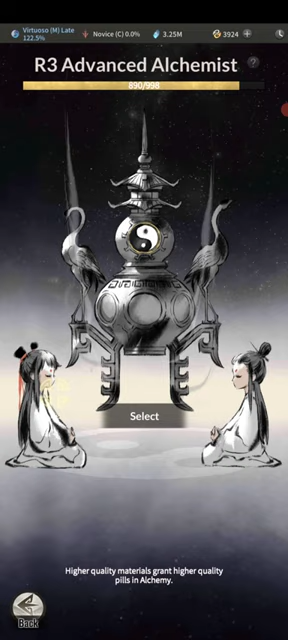 Virtuoso (M) Late
122.5%
Novice (C) 0.0%
3.25M
3924
R3 Advanced Alchemist
?
890/998
Select
Higher quality materials grant higher quality
pills in Alchemy.
Back